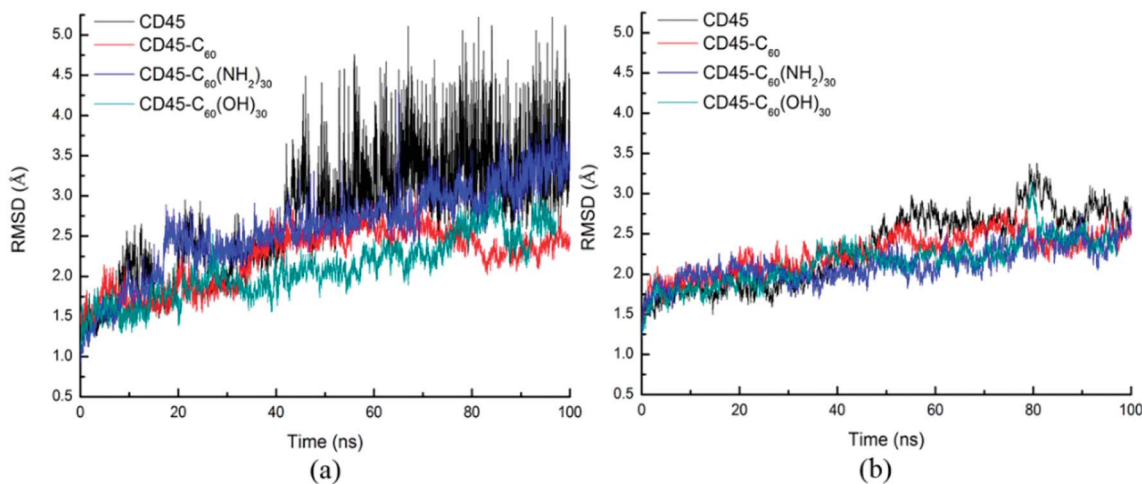 CD45
CD45-C₆₀
CD45-C₆₀(NH₂)₃₀
CD45-C₆₀(OH)₃₀
RMSD (Å)
5.0
4.5
4.0
3.5
3.0
2.5
2.0
1.5
1.0
0.5
0 20 40 60 80 100
Time (ns)
(a)
CD45
CD45-C₆₀
CD45-C₆₀(NH₂)₃₀
CD45-C₆₀(OH)₃₀
RMSD (Å)
5.0
4.5
4.0
3.5
3.0
2.5
2.0
1.5
1.0
0.5
0 20 40 60 80 100
Time (ns)
(b)